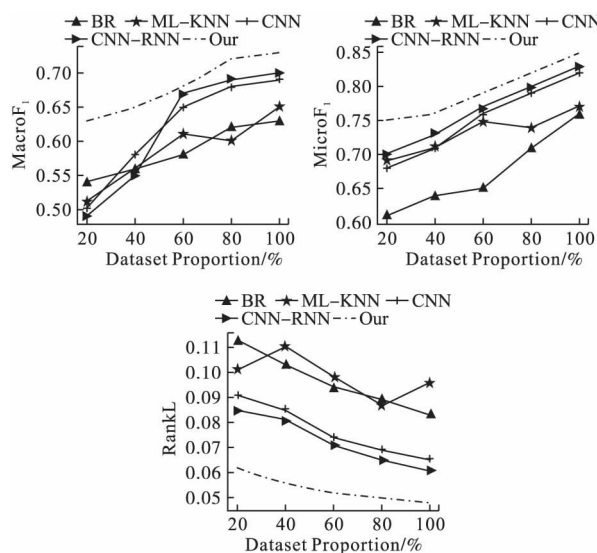 BR ML-KNN CNN
CNN-RNN Our
0.70
0.65
0.60
0.55
0.50
MacroF₁
20 40 60 80 100
Dataset Proportion/%
BR ML-KNN CNN
CNN-RNN Our
0.85
0.80
0.75
0.70
0.65
0.60
MicroF₁
20 40 60 80 100
Dataset Proportion/%
BR ML-KNN CNN
CNN-RNN Our
0.11
0.10
0.09
0.08
0.07
0.06
0.05
RankL
20 40 60 80 100
Dataset Proportion/%